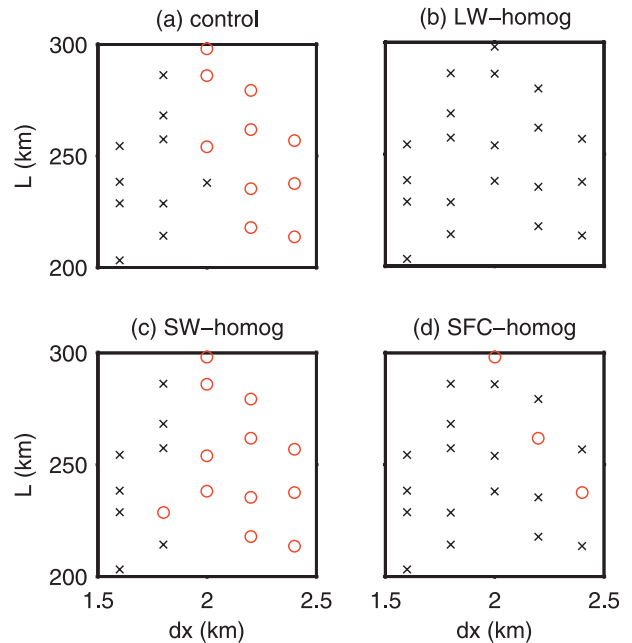 (a) control
(b) LW−homog
300
250
200
L (km)
(c) SW−homog
(d) SFC−homog
300
250
200
L (km)
1.5
2
2.5
1.5
2
2.5
dx (km)
dx (km)